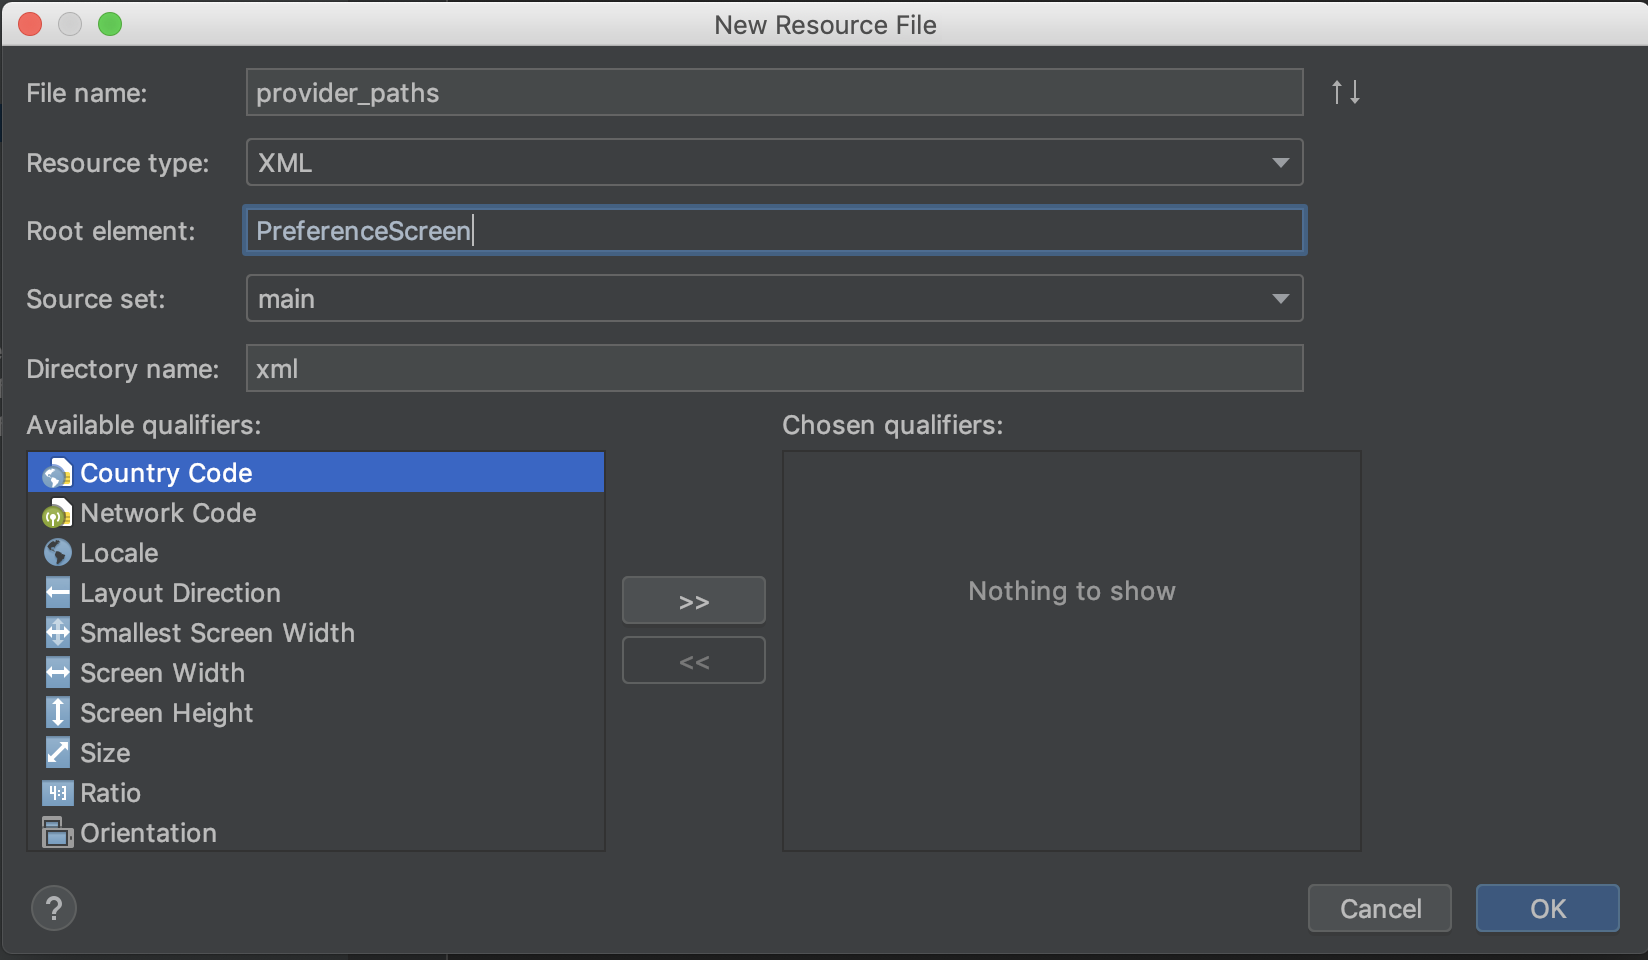 New Resource File
File name: provider_paths
Resource type: XML
Root element: PreferenceScreen
Source set: main
Directory name: xml
Available qualifiers:
Chosen qualifiers:
Country Code
Network Code
Locale
Layout Direction
Smallest Screen Width
Screen Width
Screen Height
Size
4:3 Ratio
Orientation
>>
<<
Nothing to show
?
Cancel
OK